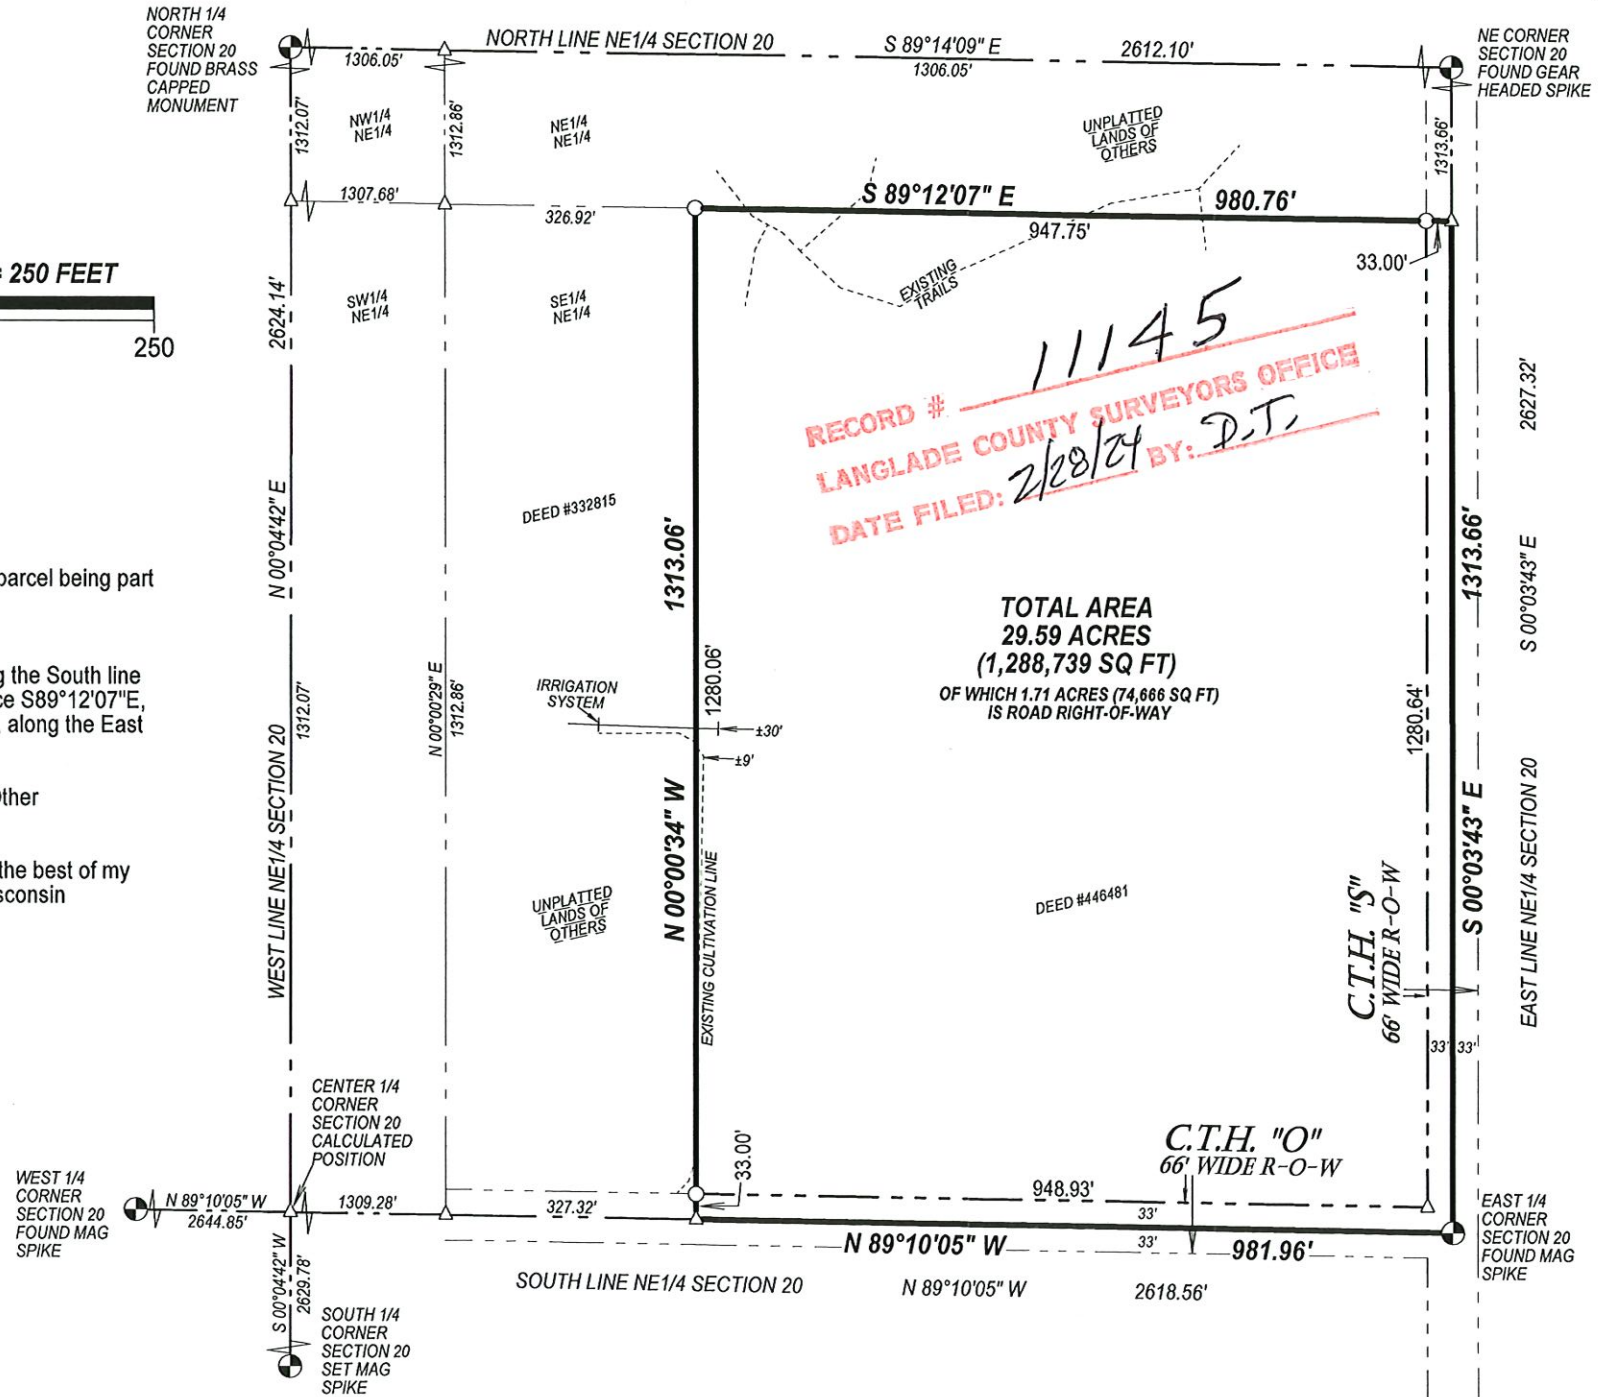 NORTH 1/4
CORNER
SECTION 20
FOUND BRASS
CAPPED
MONUMENT
NORTH LINE NE1/4 SECTION 20
S 89°14'09" E
2612.10'
1306.05'
1306.05'
NE CORNER
SECTION 20
FOUND GEAR
HEADED SPIKE
1312.07'
NW1/4
NE1/4
1312.86'
NE1/4
NE1/4
UNPLATTED
LANDS OF
OTHERS
1313.66'
1307.68'
326.92'
S 89°12'07" E
980.76'
947.75'
33.00'
EXISTING
TRAILS
= 250 FEET
250
2624.14'
SW1/4
NE1/4
SE1/4
NE1/4
RECORD # 11145
LANGLADE COUNTY SURVEYORS OFFICE
DATE FILED: 2/28/24 BY: D.T.
2627.32'
N 00°04'42" E
DEED #332815
1313.06'
1313.66'
S 00°03'43" E
parcel being part
TOTAL AREA
29.59 ACRES
(1,288,739 SQ FT)
OF WHICH 1.71 ACRES (74,666 SQ FT)
IS ROAD RIGHT-OF-WAY
g the South line
ce S89°12'07"E,
along the East
1312.07'
N 00°00'29" E
1312.86'
IRRIGATION
SYSTEM
1280.06'
±30'
±9'
1280.64'
WEST LINE NE1/4 SECTION 20
Other
N 00°00'34" W
S 00°03'43" E
EAST LINE NE1/4 SECTION 20
the best of my
sconsin
UNPLATTED
LANDS OF
OTHERS
EXISTING CULTIVATION LINE
DEED #446481
C.T.H. "S"
66' WIDE R-O-W
33'
33'
CENTER 1/4
CORNER
SECTION 20
CALCULATED
POSITION
33.00'
C.T.H. "O"
66' WIDE R-O-W
WEST 1/4
CORNER
SECTION 20
FOUND MAG
SPIKE
N 89°10'05" W
2644.85'
1309.28'
327.32'
948.93'
33'
33'
EAST 1/4
CORNER
SECTION 20
FOUND MAG
SPIKE
N 89°10'05" W
981.96'
S 00°04'42" W
2629.78'
SOUTH LINE NE1/4 SECTION 20
N 89°10'05" W
2618.56'
SOUTH 1/4
CORNER
SECTION 20
SET MAG
SPIKE